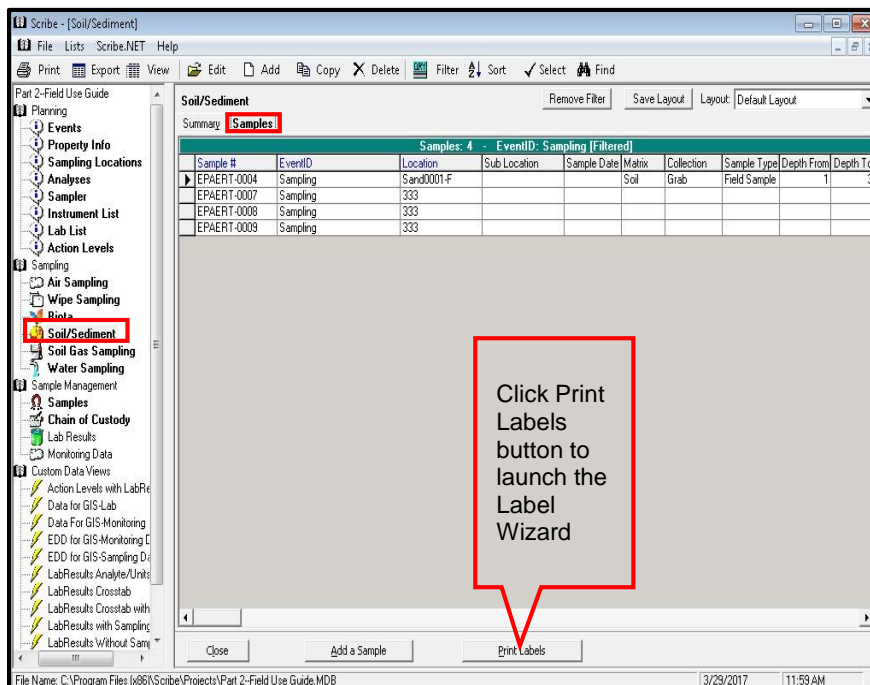 Scribe - [Soil/Sediment]
File Lists Scribe.NET Help
Print Export View Edit Add Copy Delete Filter Sort Select Find
Part 2--Field Use Guide
Planning
Events
Property Info
Sampling Locations
Analyses
Sampler
Instrument List
Lab List
Action Levels
Sampling
Air Sampling
Wipe Sampling
Biota
Soil/Sediment
Soil Gas Sampling
Water Sampling
Sample Management
Samples
Chain of Custody
Lab Results
Monitoring Data
Custom Data Views
Action Levels with LabRe
Data for GIS-Lab
Data For GIS-Monitoring
EDD for GIS-Monitoring D
EDD for GIS-Sampling Da
LabResults Analyte/Units
LabResults Crosstab
LabResults Crosstab with
LabResults with Sampling
LabResults Without Samp
Soil/Sediment
Remove Filter Save Layout Layout: Default Layout
Summary Samples
Samples: 4 - EventID: Sampling [Filtered]
Sample # EventID Location Sub Location Sample Date Matrix Collection Sample Type Depth From Depth To
EPAERT-0004 Sampling Sand0001-F Soil Grab Field Sample 1 3
EPAERT-0007 Sampling 333
EPAERT-0008 Sampling 333
EPAERT-0009 Sampling 333
Click Print
Labels
button to
launch the
Label
Wizard
Close Add a Sample Print Labels
File Name: C:\Program Files (x86)\Scribe\Projects\Part 2--Field Use Guide.MDB 3/29/2017 11:59 AM